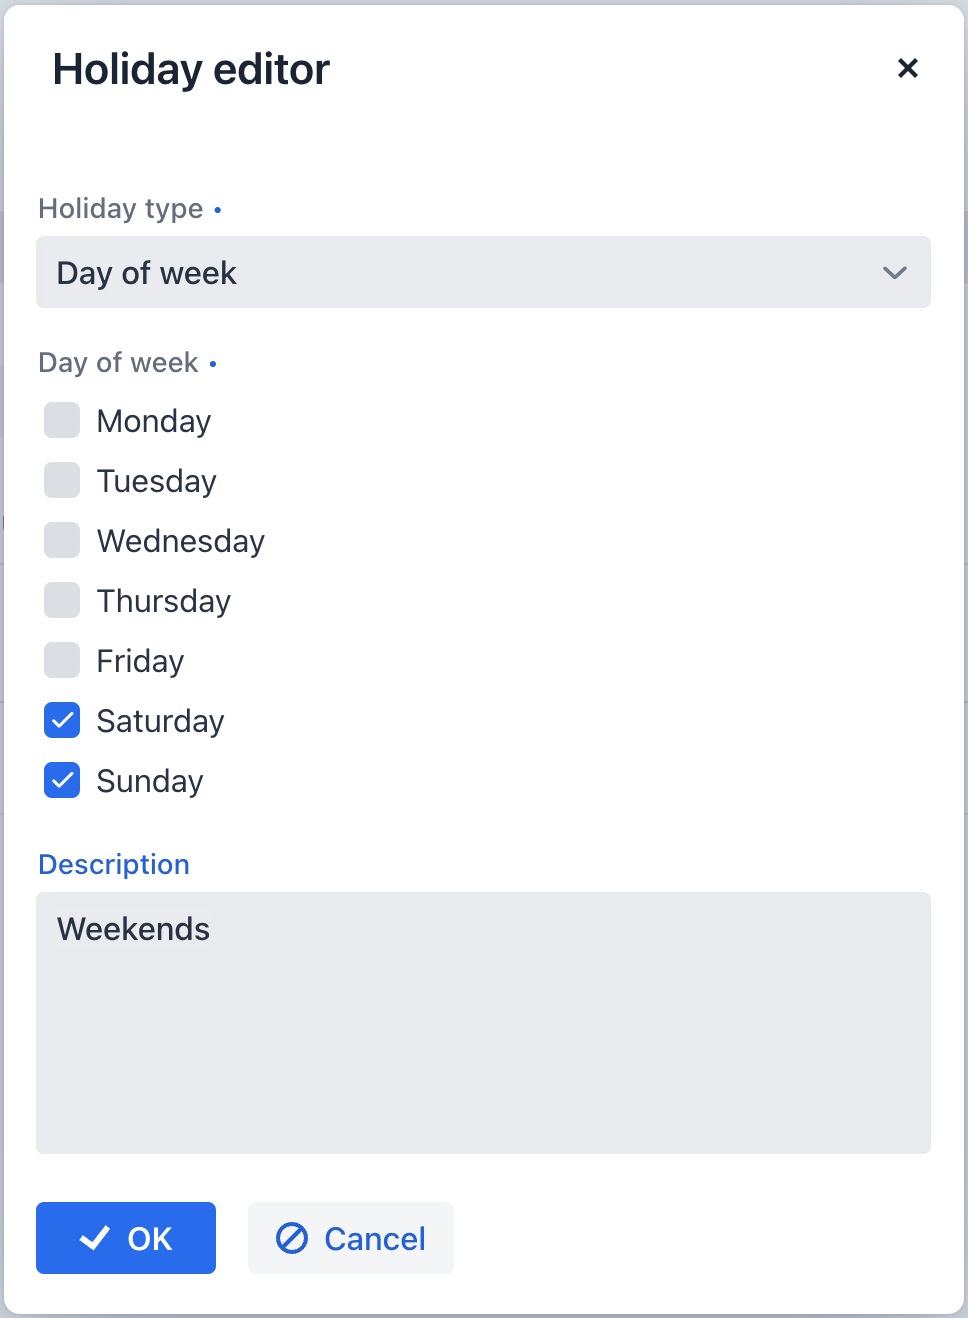 Holiday editor
Holiday type •
Day of week
Day of week •
Monday
Tuesday
Wednesday
Thursday
Friday
Saturday
Sunday
Description
Weekends
OK
Cancel